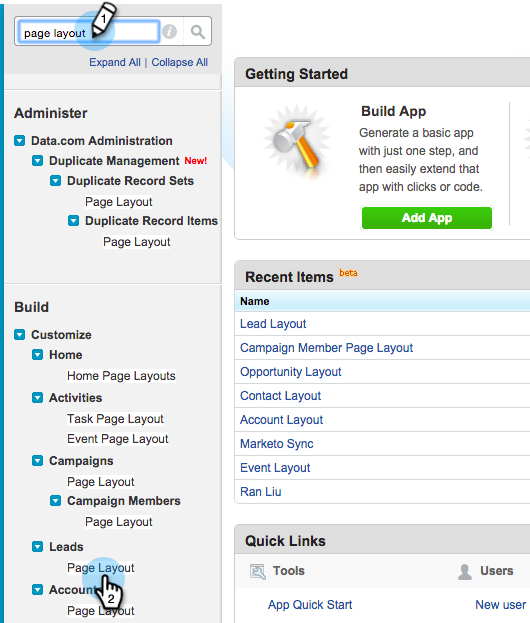 page layout
1
Expand All | Collapse All
Administer
Data.com Administration
Duplicate Management New!
Duplicate Record Sets
Page Layout
Duplicate Record Items
Page Layout
Build
Customize
Home
Home Page Layouts
Activities
Task Page Layout
Event Page Layout
Campaigns
Page Layout
Campaign Members
Page Layout
Leads
Page Layout
2
Page Layout
Getting Started
Build App
Generate a basic app
with just one step, and
then easily extend that
app with clicks or code.
Add App
Recent Items beta
Name
Lead Layout
Campaign Member Page Layout
Opportunity Layout
Contact Layout
Account Layout
Marketo Sync
Event Layout
Ran Liu
Quick Links
Tools
Users
App Quick Start
New user